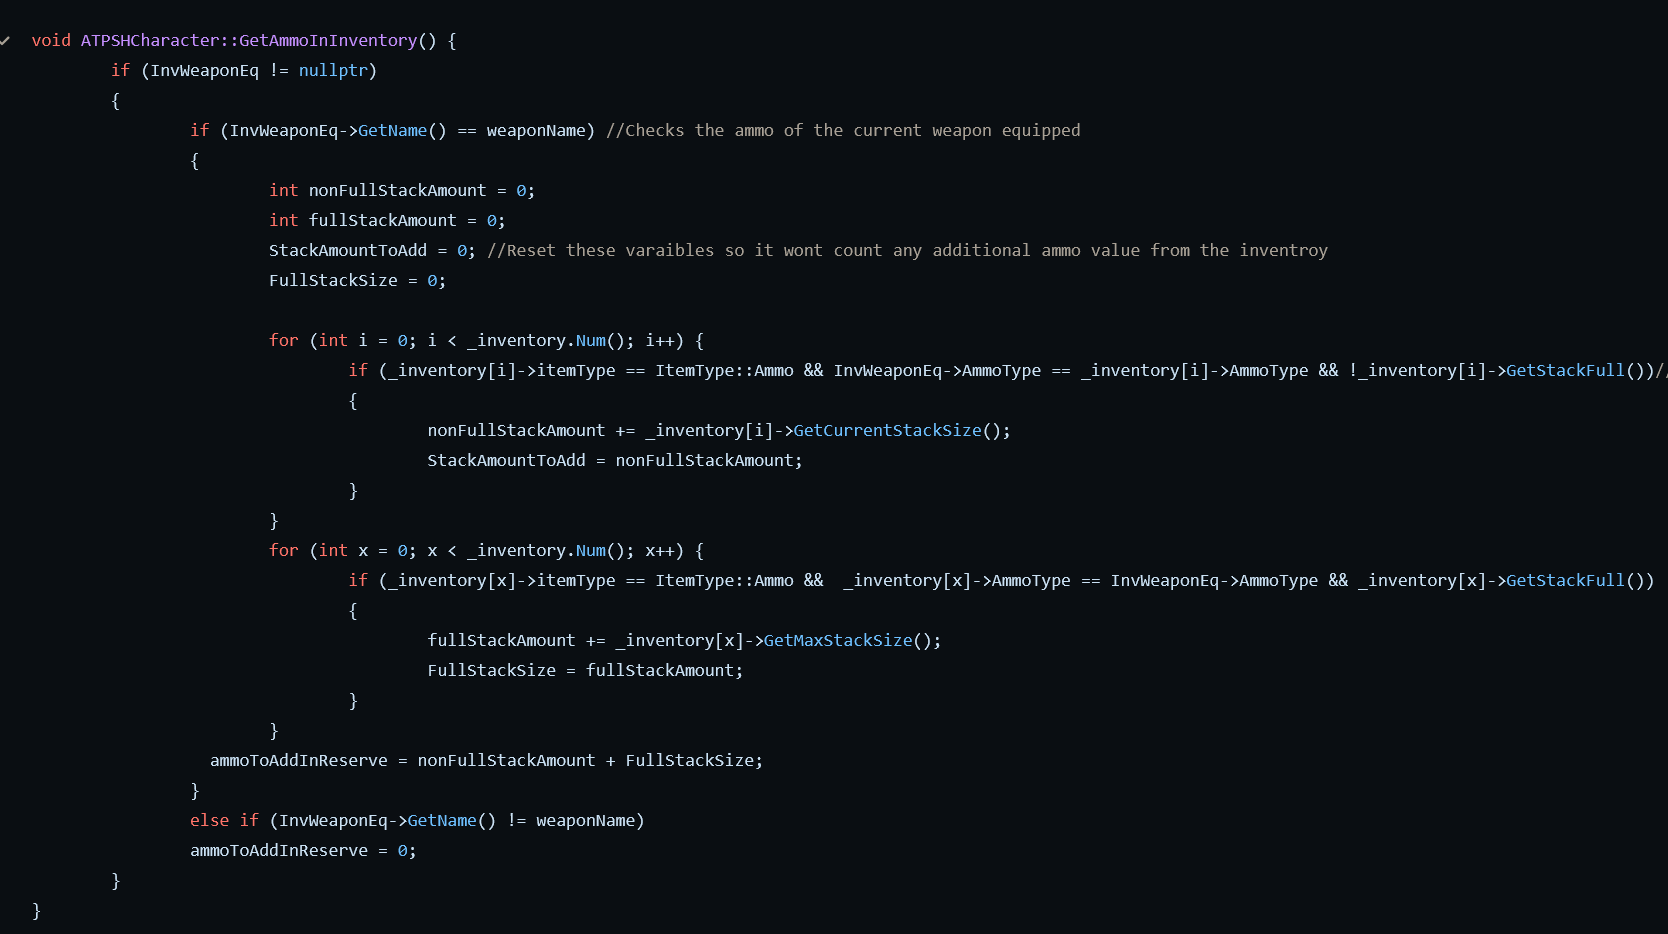 void ATPSHCharacter::GetAmmoInInventory() {
if (InvWeaponEq != nullptr)
{
if (InvWeaponEq->GetName() == weaponName) //Checks the ammo of the current weapon equipped
{
int nonFullStackAmount = 0;
int fullStackAmount = 0;
StackAmountToAdd = 0; //Reset these varaibles so it wont count any additional ammo value from the inventroy
FullStackSize = 0;
for (int i = 0; i < _inventory.Num(); i++) {
if (_inventory[i]->itemType == ItemType::Ammo && InvWeaponEq->AmmoType == _inventory[i]->AmmoType && !_inventory[i]->GetStackFull())/
{
nonFullStackAmount += _inventory[i]->GetCurrentStackSize();
StackAmountToAdd = nonFullStackAmount;
}
}
for (int x = 0; x < _inventory.Num(); x++) {
if (_inventory[x]->itemType == ItemType::Ammo &&  _inventory[x]->AmmoType == InvWeaponEq->AmmoType && _inventory[x]->GetStackFull())
{
fullStackAmount += _inventory[x]->GetMaxStackSize();
FullStackSize = fullStackAmount;
}
}
ammoToAddInReserve = nonFullStackAmount + FullStackSize;
}
else if (InvWeaponEq->GetName() != weaponName)
ammoToAddInReserve = 0;
}
}